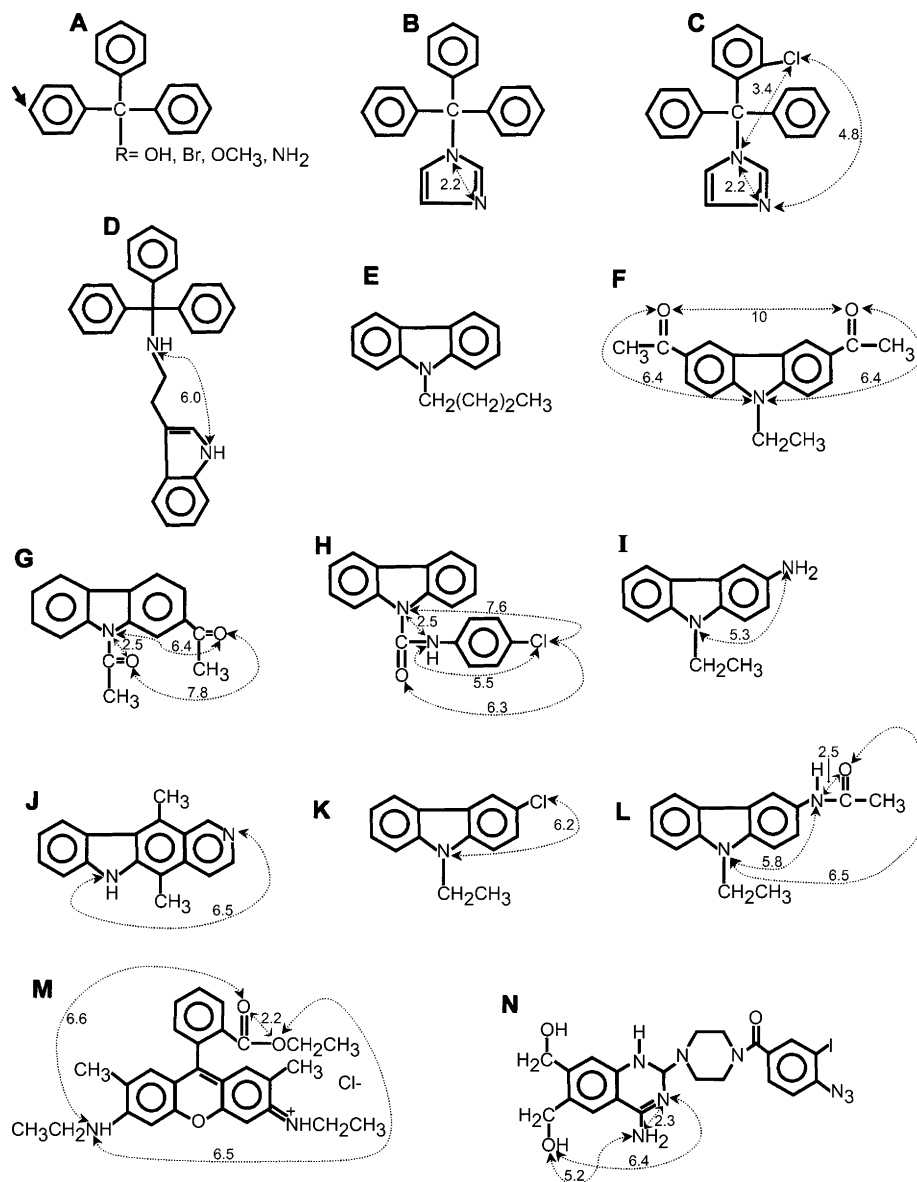 A
B
C
C
C
C
Cl
3.4
4.8
R= OH, Br, OCH3, NH2
N
2.2
N
N
2.2
N
D
NH
6.0
NH
E
N
CH2(CH2)2CH3
F
O
10
O
CH3
C
C
CH3
6.4
6.4
N
CH2CH3
G
N
2.5
6.4
C
O
C
O
CH3
CH3
7.8
H
N
2.5
7.6
C
N
H
Cl
O
5.5
6.3
I
NH2
N
5.3
CH2CH3
J
CH3
N
N
H
CH3
6.5
K
Cl
6.2
N
CH2CH3
L
2.5
H
O
N
C
CH3
N
5.8
6.5
CH2CH3
M
6.6
O
2.2
C
O
CH2CH3
CH3
CH3
Cl-
O
+
CH3CH2NH
NHCH2CH3
6.5
N
OH
H2C
H
N
N
N
O
I
N3
N
H2C
2.3
OH
NH2
5.2
6.4